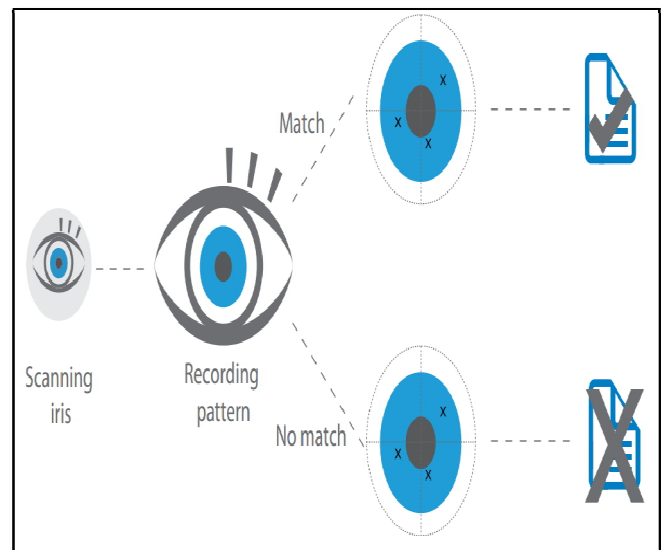 Match
Scanning
iris
Recording
pattern
No match
x
x
x
x
x
x